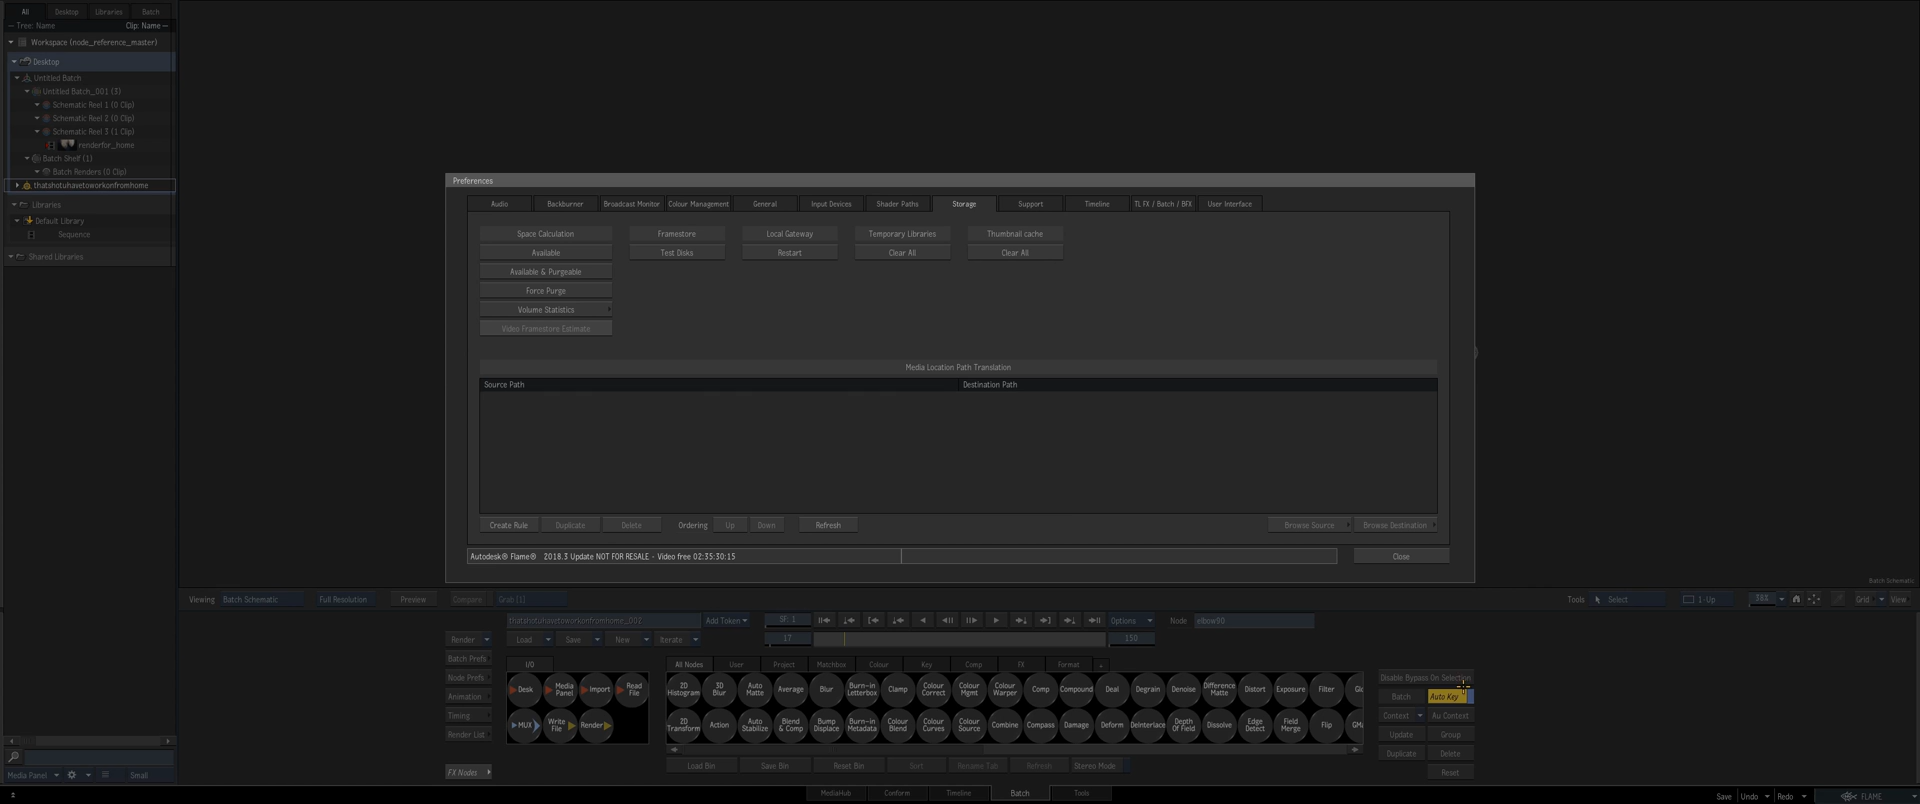 All Desktop Libraries Batch
Tree: Name Clip: Name
Workspace (node_reference_master)
Desktop
Untitled Batch
Untitled Batch_001 (3)
Schematic Reel 1 (0 Clip)
Schematic Reel 2 (0 Clip)
Schematic Reel 3 (1 Clip)
renderfor_home
Batch Shelf (1)
Batch Renders (0 Clip)
thatshotuhavetoworkonfromhome
Libraries
Default Library
Sequence
Shared Libraries
Preferences
Audio Backburner Broadcast Monitor Colour Management General Input Devices Shader Paths Storage Support Timeline TL FX / Batch / BFX User Interface
Space Calculation Framestore Local Gateway Temporary Libraries Thumbnail cache
Available Test Disks Restart Clear All Clear All
Available & Purgeable
Force Purge
Volume Statistics
Video Framestore Estimate
Media Location Path Translation
Source Path Destination Path
Create Rule Duplicate Delete Ordering Up Down Refresh Browse Source Browse Destination
Autodesk® Flame® 2018.3 Update NOT FOR RESALE - Video free 02:35:30:15 Close
Batch Schematic
Viewing Batch Schematic Full Resolution Preview Compare Grab [1] Tools Select 1-Up 38% Grid View
thatshotuhavetoworkonfromhome_002 Add Token SF: 1 Options Node elbow90
Render Load Save New Iterate 17 150
Batch Prefs I/O All Nodes User Project Matchbox Colour Key Comp FX Format
Node Prefs
Animation
Timing
Render List
Desk Media Panel Import Read File
MUX Write File Render
2D Histogram 3D Blur Auto Matte Average Blur Burn-in Letterbox Clamp Colour Correct Colour Mgmt Colour Warper Comp Compound Deal Degrain Denoise Difference Matte Distort Exposure Filter
2D Transform Action Auto Stabilize Blend & Comp Bump Displace Burn-in Metadata Colour Blend Colour Curves Colour Source Combine Compass Damage Deform DeInterlace Depth Of Field Dissolve Edge Detect Field Merge Flip
Disable Bypass On Selection
Batch Auto Key
Context Au Context
Update Group
Duplicate Delete
Reset
Load Bin Save Bin Reset Bin Sort Rename Tab Refresh Stereo Mode
FX Nodes
Media Panel Small
MediaHub Conform Timeline Batch Tools
Save Undo Redo FLAME